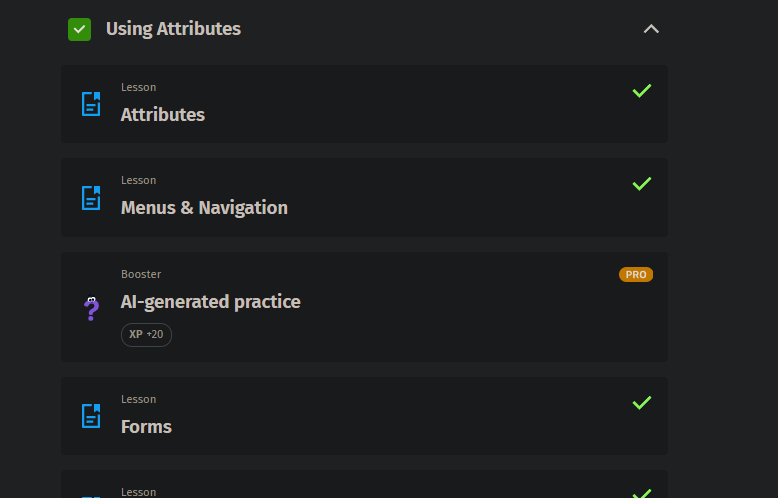 Using Attributes
Lesson
Attributes
Lesson
Menus & Navigation
Booster
PRO
AI-generated practice
XP +20
Lesson
Forms
Lesson